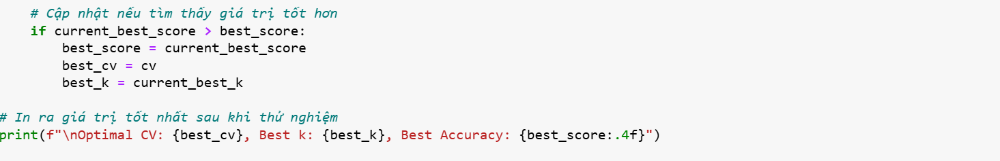 # Cập nhật nếu tìm thấy giá trị tốt hơn
if current_best_score > best_score:
best_score = current_best_score
best_cv = cv
best_k = current_best_k
# In ra giá trị tốt nhất sau khi thử nghiệm
print(f"\nOptimal CV: {best_cv}, Best k: {best_k}, Best Accuracy: {best_score:.4f}")